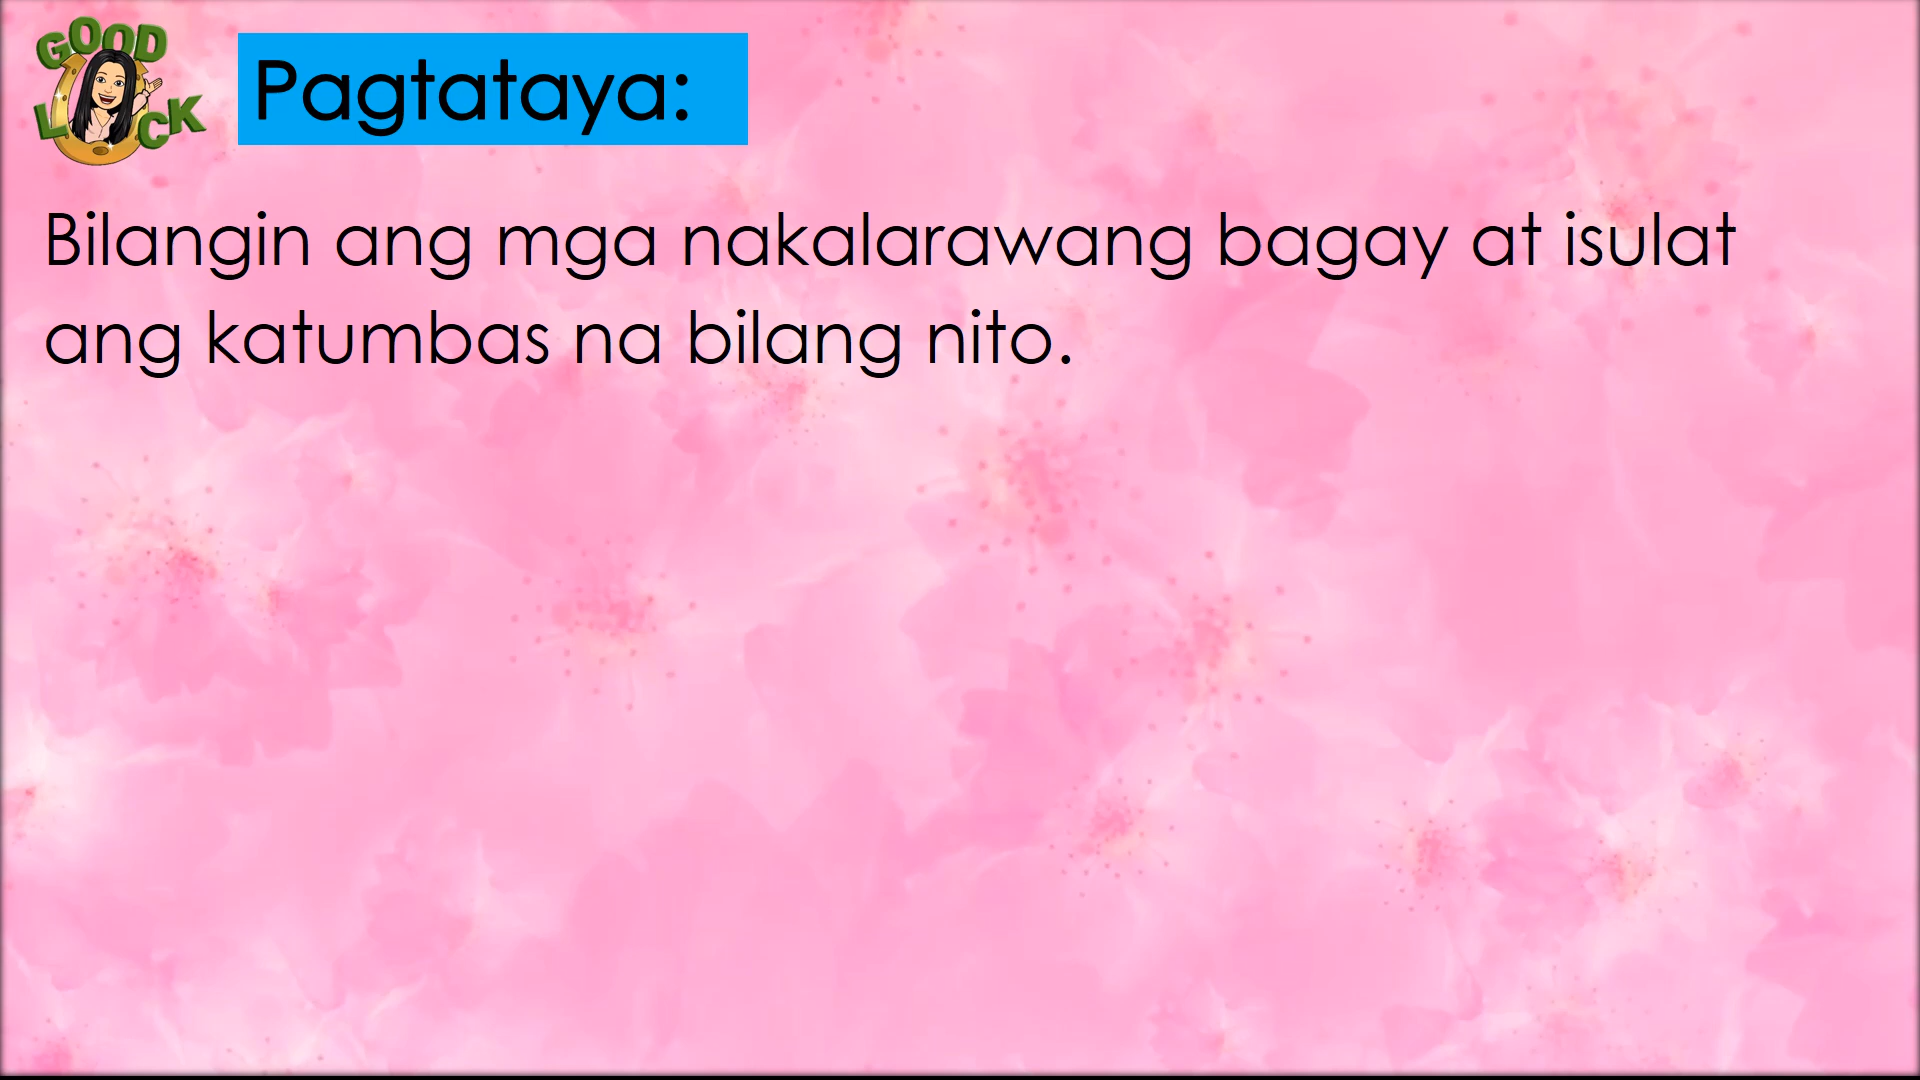 GOOD
LUCK
Pagtataya:
Bilangin ang mga nakalarawang bagay at isulat
ang katumbas na bilang nito.